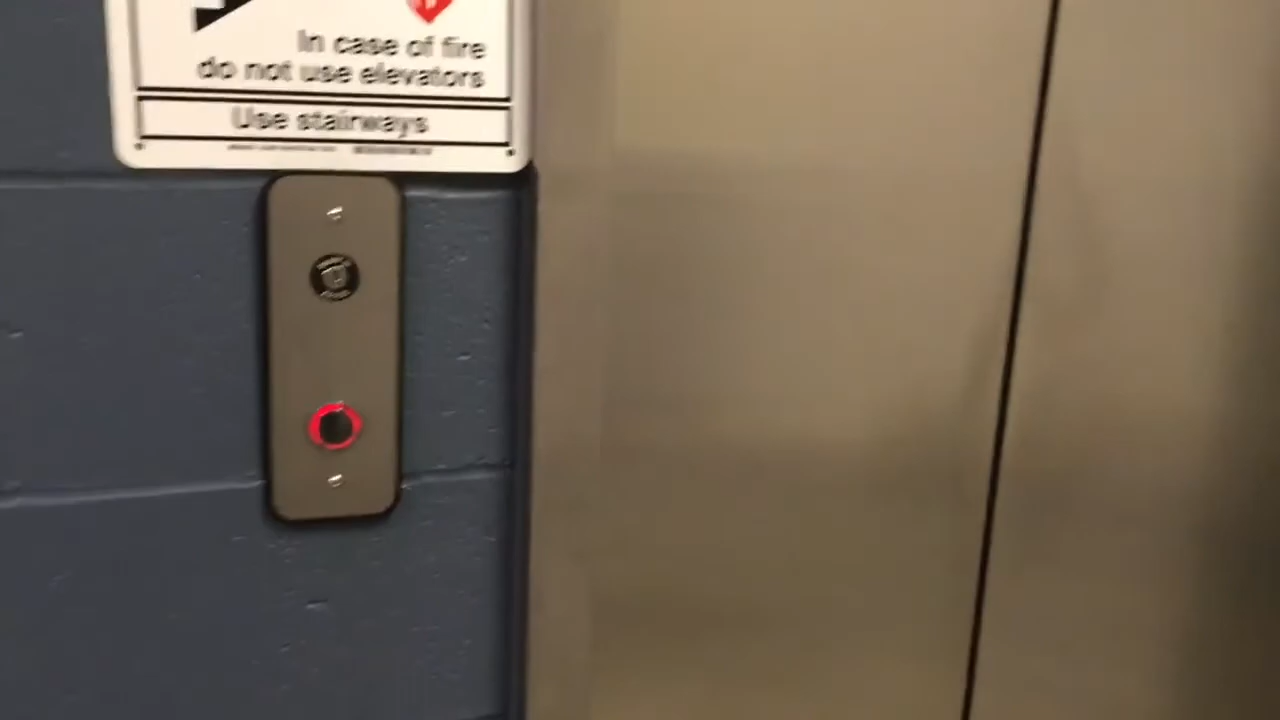 In case of fire
do not use elevators
Use stairways